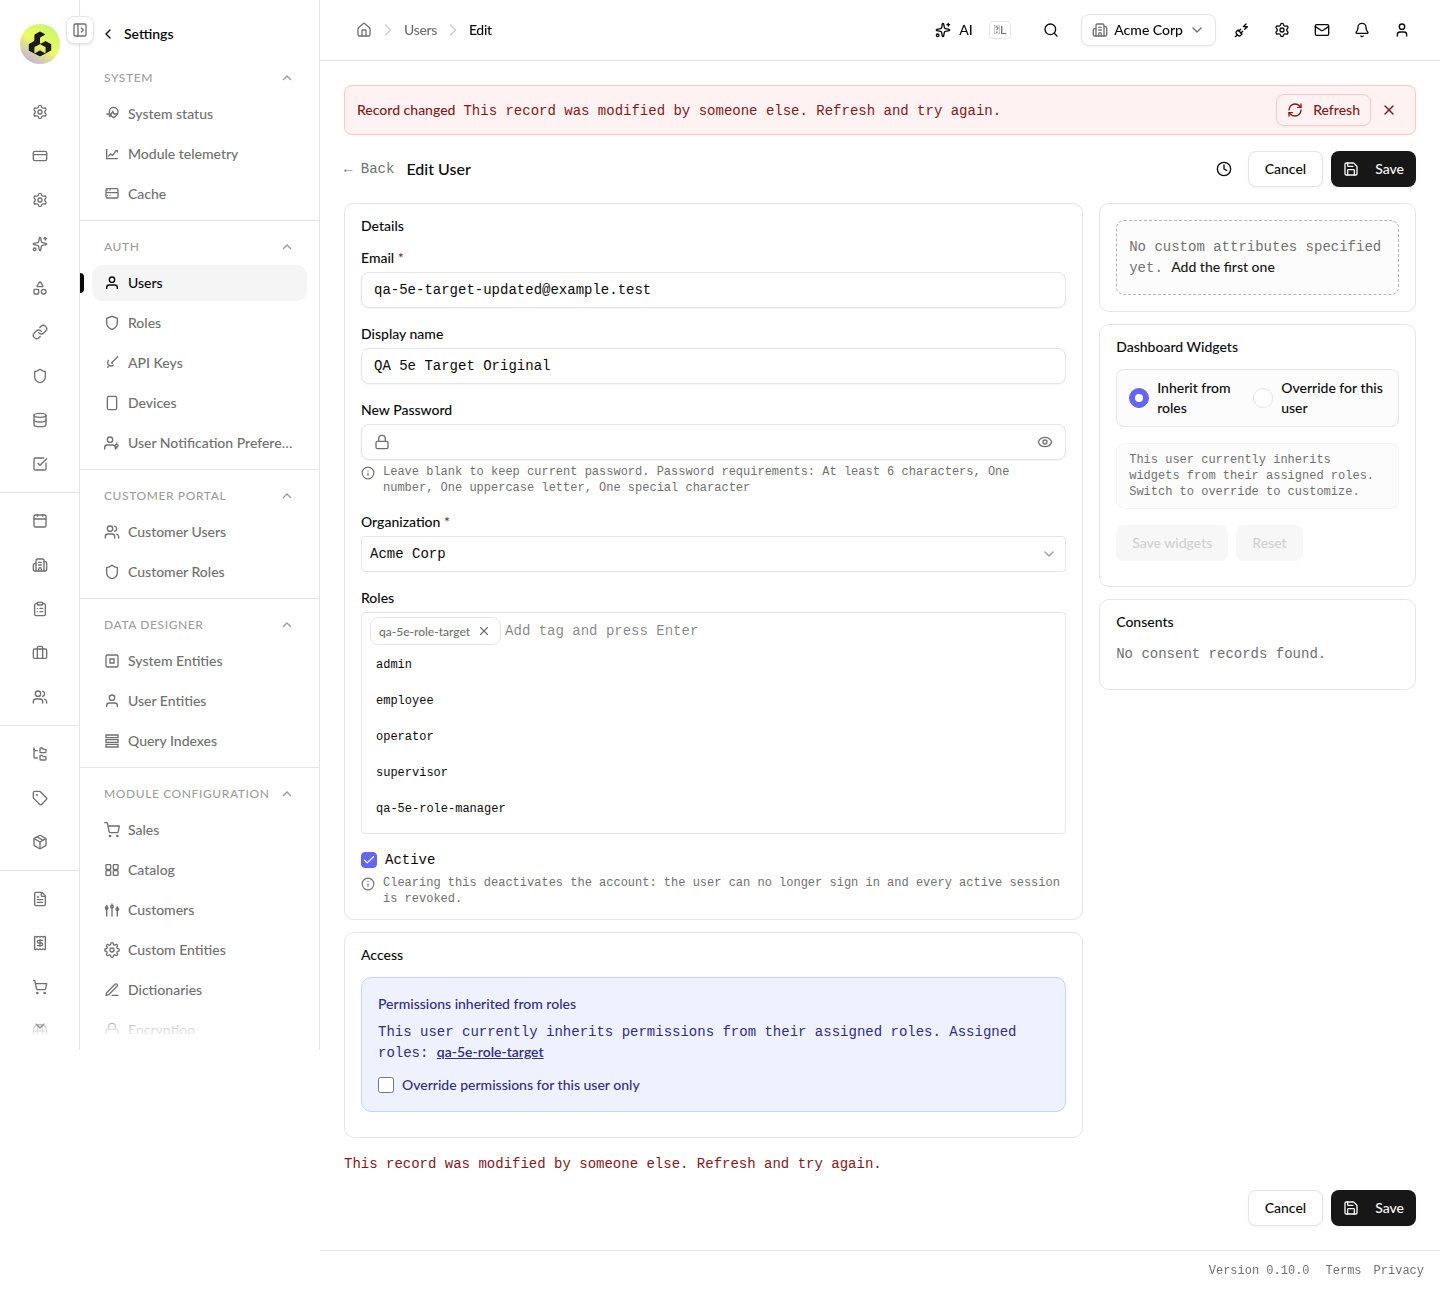 Settings
SYSTEM
System status
Module telemetry
Cache
AUTH
Users
Roles
API Keys
Devices
User Notification Prefere...
CUSTOMER PORTAL
Customer Users
Customer Roles
DATA DESIGNER
System Entities
User Entities
Query Indexes
MODULE CONFIGURATION
Sales
Catalog
Customers
Custom Entities
Dictionaries
Encryption
Users
Edit
AI
L
Acme Corp
Record changed This record was modified by someone else. Refresh and try again.
Refresh
← Back
Edit User
Cancel
Save
Details
Email *
qa-5e-target-updated@example.test
Display name
QA 5e Target Original
New Password
Leave blank to keep current password. Password requirements: At least 6 characters, One
number, One uppercase letter, One special character
Organization *
Acme Corp
Roles
qa-5e-role-target
Add tag and press Enter
admin
employee
operator
supervisor
qa-5e-role-manager
Active
Clearing this deactivates the account: the user can no longer sign in and every active session
is revoked.
Access
Permissions inherited from roles
This user currently inherits permissions from their assigned roles. Assigned
roles: qa-5e-role-target
Override permissions for this user only
No custom attributes specified
yet. Add the first one
Dashboard Widgets
Inherit from
roles
Override for this
user
This user currently inherits
widgets from their assigned roles.
Switch to override to customize.
Save widgets
Reset
Consents
No consent records found.
This record was modified by someone else. Refresh and try again.
Cancel
Save
Version 0.10.0
Terms
Privacy